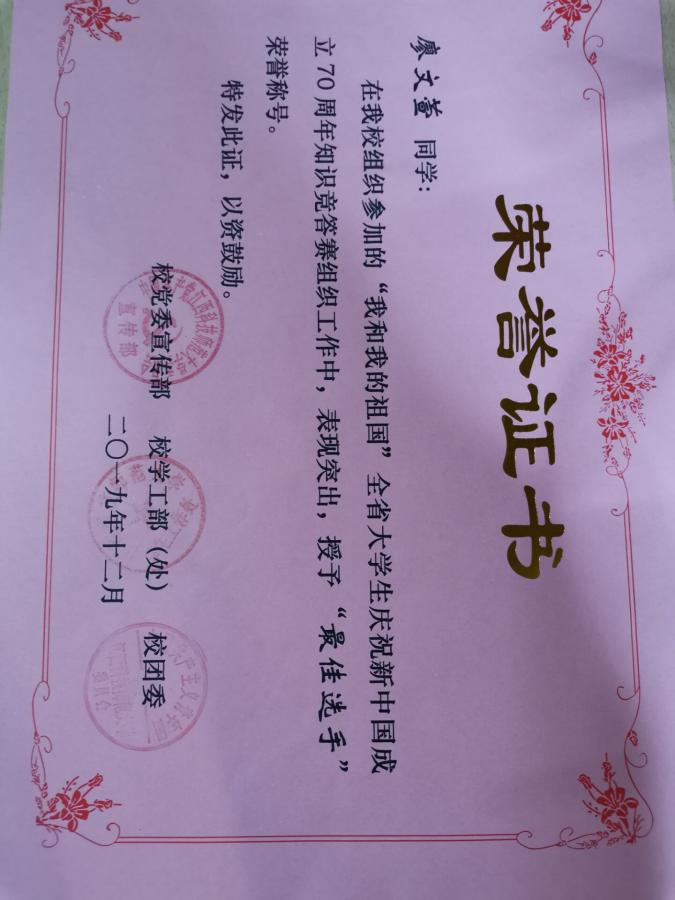 荣誉证书
廖文萱 同学：
在我校组织参加的“我和我的祖国”全省大学生庆祝新中国成
立70周年知识竞答赛组织工作中，表现突出，授予“最佳选手”
荣誉称号。
特发此证，以资鼓励。
校党委宣传部 校学工部（处） 校团委
二〇一九年十二月
宣传部